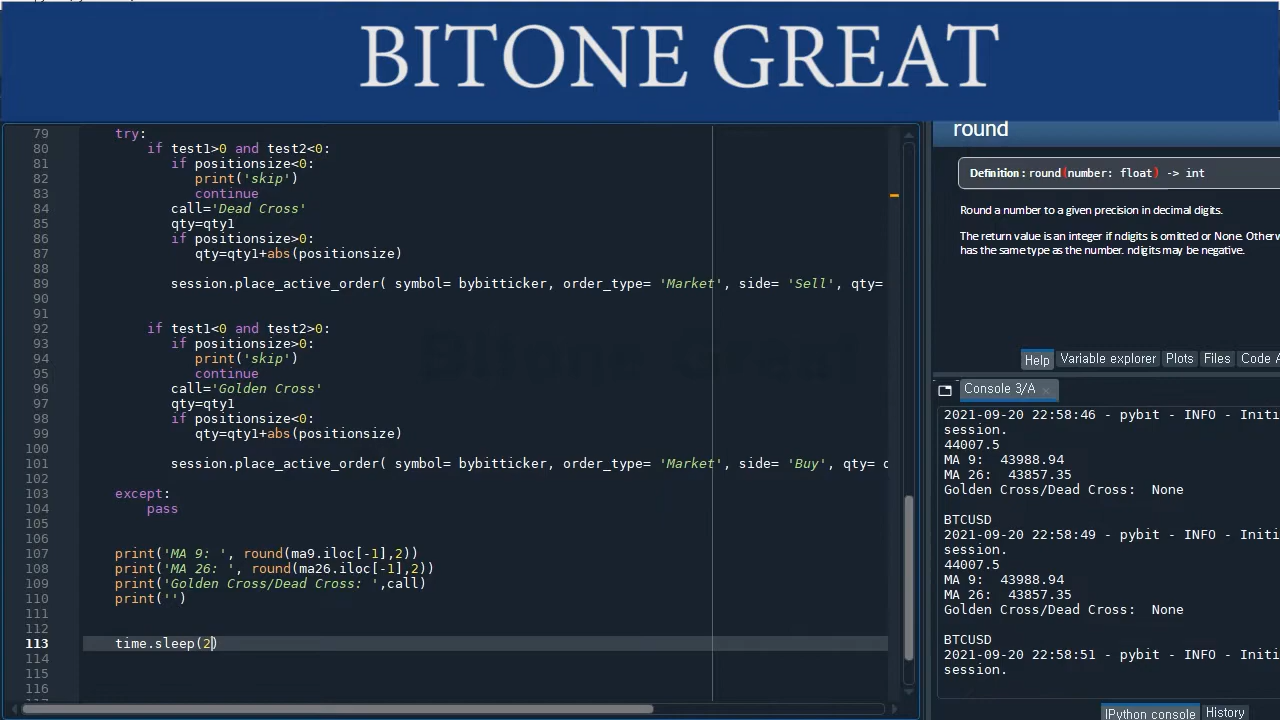 BITONE GREAT
79 try:
80 if test1>0 and test2<0:
81 if positionsize<0:
82 print('skip')
83 continue
84 call='Dead Cross'
85 qty=qty1
86 if positionsize>0:
87 qty=qty1+abs(positionsize)
88
89 session.place_active_order( symbol= bybitticker, order_type= 'Market', side= 'Sell', qty=
90
91
92 if test1<0 and test2>0:
93 if positionsize>0:
94 print('skip')
95 continue
96 call='Golden Cross'
97 qty=qty1
98 if positionsize<0:
99 qty=qty1+abs(positionsize)
100
101 session.place_active_order( symbol= bybitticker, order_type= 'Market', side= 'Buy', qty=
102
103 except:
104 pass
105
106
107 print('MA 9: ', round(ma9.iloc[-1],2))
108 print('MA 26: ', round(ma26.iloc[-1],2))
109 print('Golden Cross/Dead Cross: ',call)
110 print('')
111
112
113 time.sleep(2)
114
115
116
round
Definition : round(number: float) -> int
Round a number to a given precision in decimal digits.
The return value is an integer if ndigits is omitted or None.
has the same type as the number. ndigits may be negative.
Help Variable explorer Plots Files Code
Console 3/A
2021-09-20 22:58:46 - pybit - INFO -
session.
44007.5
MA 9: 43988.94
MA 26: 43857.35
Golden Cross/Dead Cross: None
BTCUSD
2021-09-20 22:58:49 - pybit - INFO -
session.
44007.5
MA 9: 43988.94
MA 26: 43857.35
Golden Cross/Dead Cross: None
BTCUSD
2021-09-20 22:58:51 - pybit - INFO -
session.
IPython console History